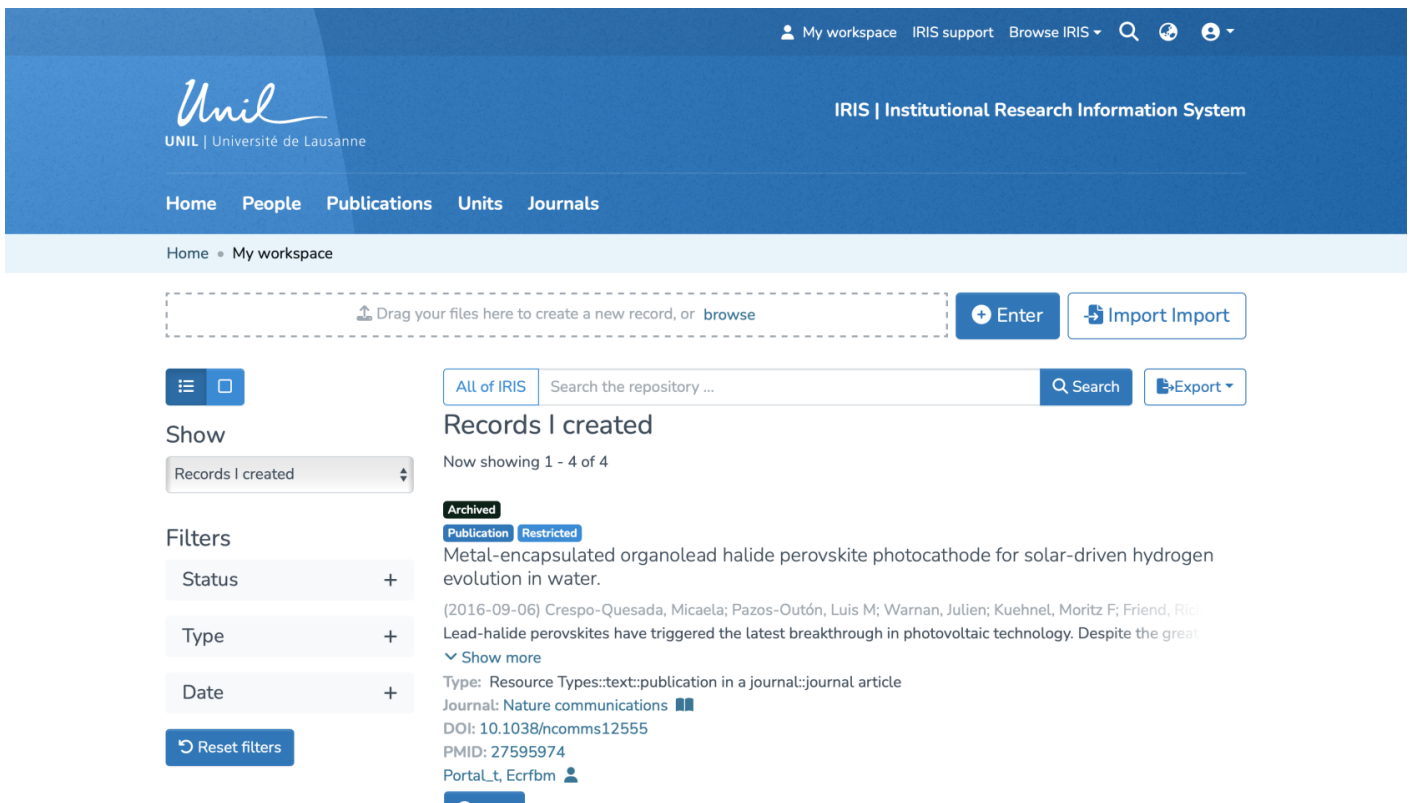 My workspace IRIS support Browse IRIS
Unil
UNIL | Université de Lausanne
IRIS | Institutional Research Information System
Home People Publications Units Journals
Home • My workspace
Drag your files here to create a new record, or browse
Enter
Import Import
All of IRIS Search the repository ... Search Export
Show
Records I created
Filters
Status +
Type +
Date +
Reset filters
Records I created
Now showing 1 - 4 of 4
Archived
Publication Restricted
Metal-encapsulated organolead halide perovskite photocathode for solar-driven hydrogen
evolution in water.
(2016-09-06) Crespo-Quesada, Micaela; Pazos-Outón, Luis M; Warnan, Julien; Kuehnel, Moritz F; Friend,
Lead-halide perovskites have triggered the latest breakthrough in photovoltaic technology. Despite the great
Show more
Type: Resource Types::text::publication in a journal::journal article
Journal: Nature communications
DOI: 10.1038/ncomms12555
PMID: 27595974
Portal_t, Ecrfbm